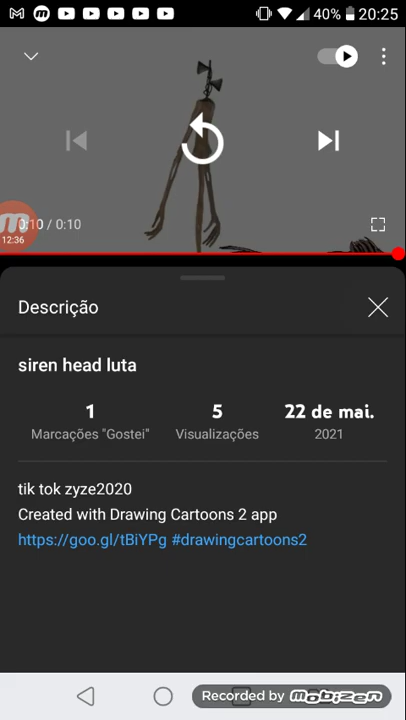 40% 20:25
0:10 / 0:10
12:36
Descrição
siren head luta
1 5 22 de mai.
Marcações "Gostei" Visualizações 2021
tik tok zyze2020
Created with Drawing Cartoons 2 app
https://goo.gl/tBiYPg #drawingcartoons2
Recorded by mobizen